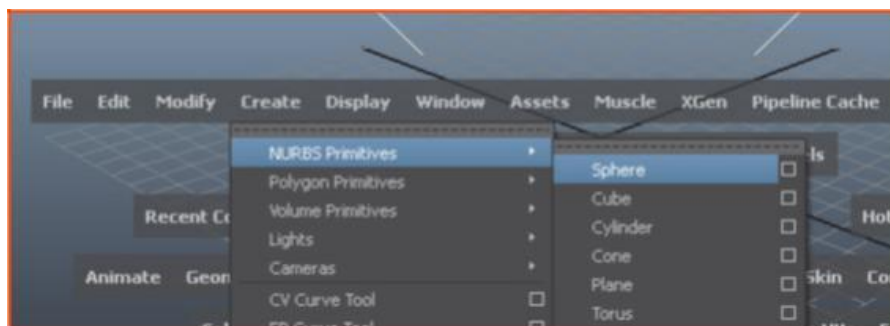 File Edit Modify Create Display Window Assets Muscle XGen Pipeline Cache
NURBS Primitives
Polygon Primitives
Volume Primitives
Lights
Cameras
CV Curve Tool
Sphere
Cube
Cylinder
Cone
Plane
Torus
Recent
Animate